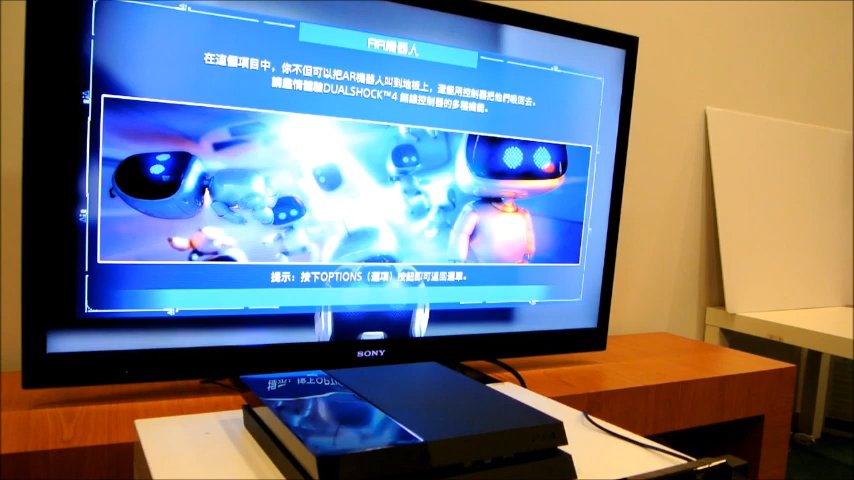 FiFi機器人
在這個項目中，你不但可以把AR機器人叫到地板上，還能用控制器把他們吸回去。
請盡情體驗DUALSHOCK™4 無線控制器的多種機能。
提示：按下OPTIONS（選項）按鈕即可返回選單。
SONY